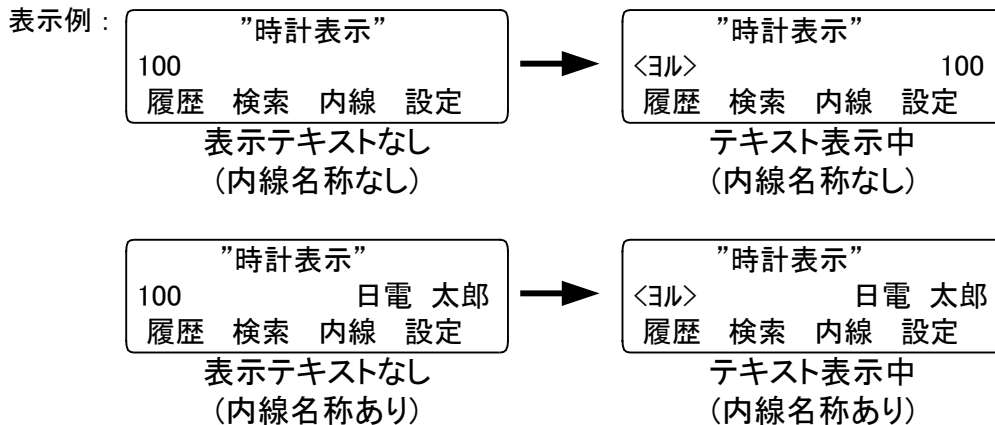 表示例：
”時計表示”
100
履歴 検索 内線 設定
表示テキストなし
（内線名称なし）
”時計表示”
<ﾖﾙ> 100
履歴 検索 内線 設定
テキスト表示中
（内線名称なし）
”時計表示”
100 日電 太郎
履歴 検索 内線 設定
表示テキストなし
（内線名称あり）
”時計表示”
<ﾖﾙ> 日電 太郎
履歴 検索 内線 設定
テキスト表示中
（内線名称あり）